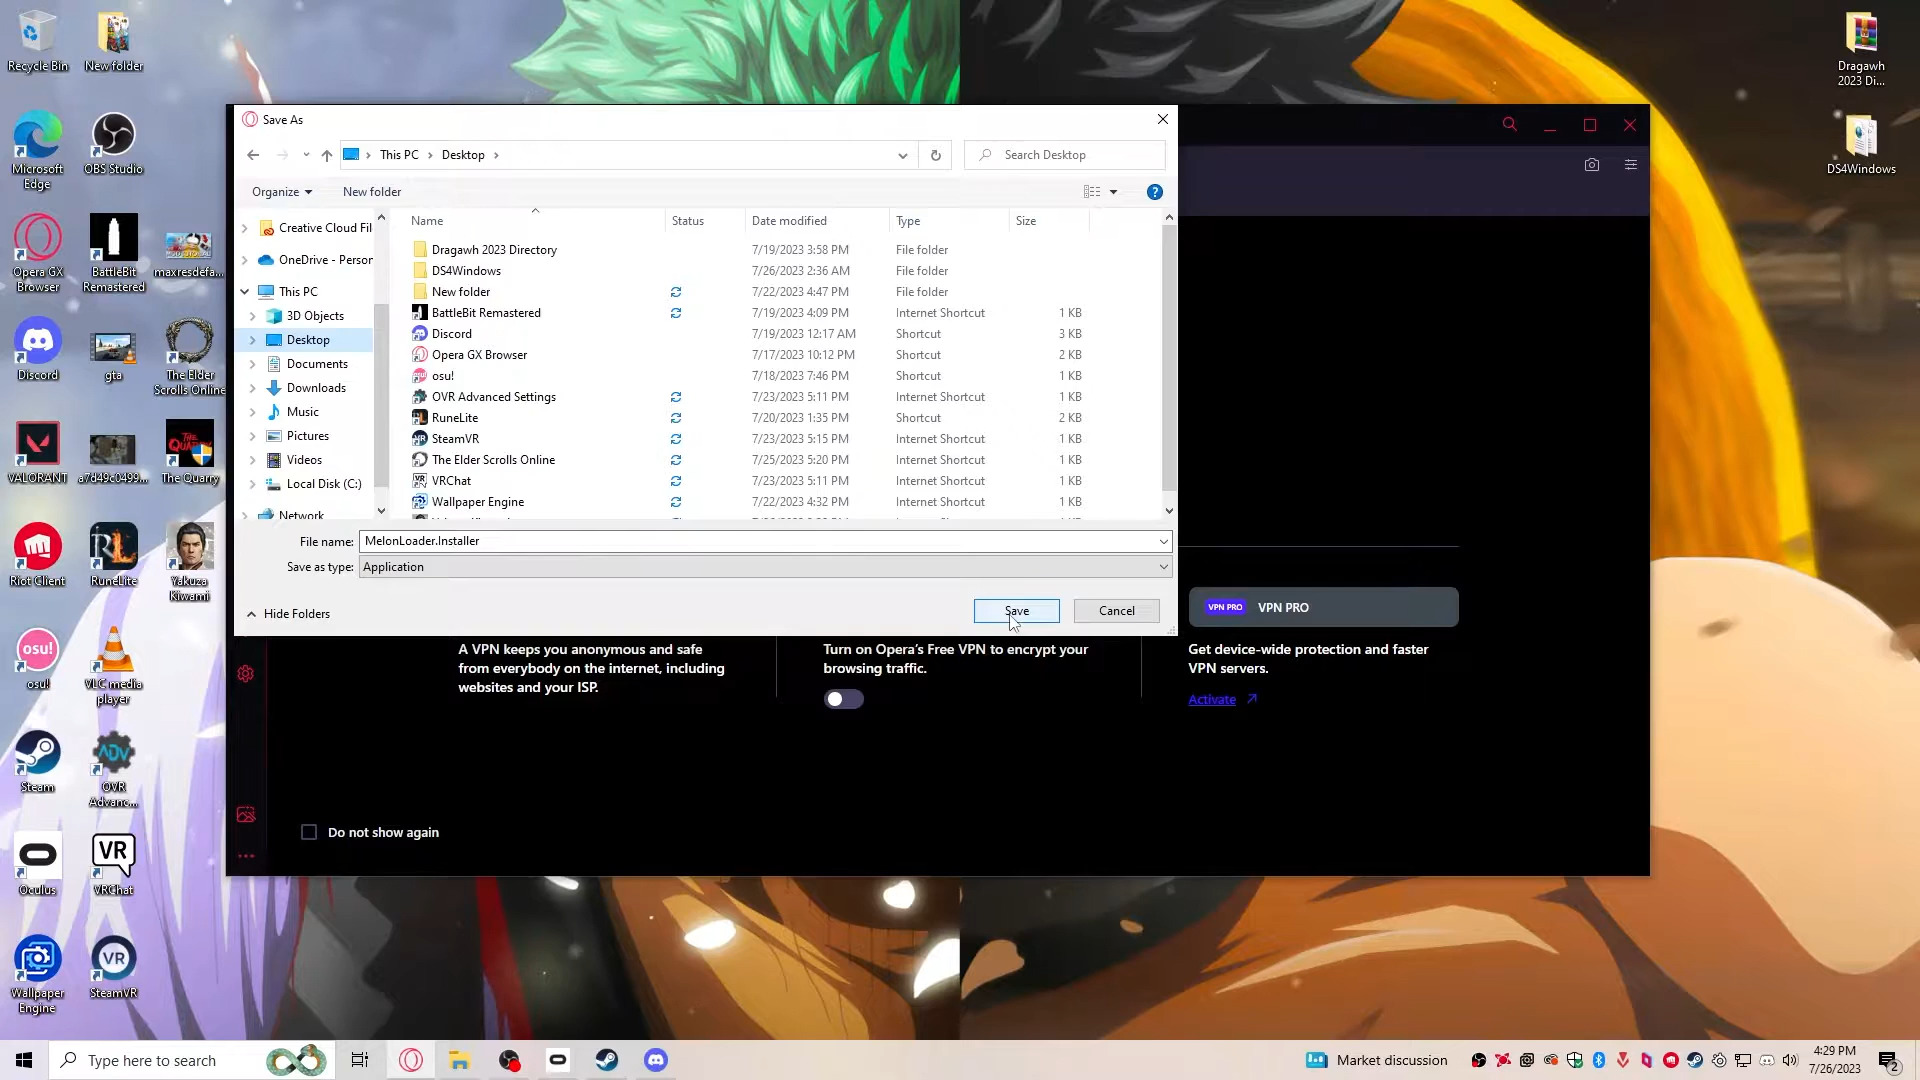 Recycle Bin
New folder
Dragawh
2023 Di...
Microsoft
Edge
OBS Studio
DS4Windows
Opera GX
Browser
BattleBit
Remastered
maxresdefa...
Discord
gta
The Elder
Scrolls Online
VALORANT
a7d49c0499...
The Quarry
Riot Client
RuneLite
Yakuza
Kiwami
osu!
osu!
VLC media
player
Steam
ADV
OVR
Advanc...
Oculus
VR
VRChat
Wallpaper
Engine
VR
SteamVR
Save As
This PC
Desktop
Search Desktop
Organize
New folder
Name
Status
Date modified
Type
Size
Creative Cloud Fil
OneDrive - Person
This PC
3D Objects
Desktop
Documents
Downloads
Music
Pictures
Videos
Local Disk (C:)
Network
Dragawh 2023 Directory 7/19/2023 3:58 PM File folder
DS4Windows 7/26/2023 2:36 AM File folder
New folder 7/22/2023 4:47 PM File folder
BattleBit Remastered 7/19/2023 4:09 PM Internet Shortcut 1 KB
Discord 7/19/2023 12:17 AM Shortcut 3 KB
Opera GX Browser 7/17/2023 10:12 PM Shortcut 2 KB
osu! 7/18/2023 7:46 PM Shortcut 1 KB
OVR Advanced Settings 7/23/2023 5:11 PM Internet Shortcut 1 KB
RuneLite 7/20/2023 1:35 PM Shortcut 2 KB
SteamVR 7/23/2023 5:15 PM Internet Shortcut 1 KB
The Elder Scrolls Online 7/25/2023 5:20 PM Internet Shortcut 1 KB
VRChat 7/23/2023 5:11 PM Internet Shortcut 1 KB
Wallpaper Engine 7/22/2023 4:32 PM Internet Shortcut 1 KB
File name: MelonLoader.Installer
Save as type: Application
Hide Folders
Save
Cancel
A VPN keeps you anonymous and safe
from everybody on the internet, including
websites and your ISP.
Turn on Opera's Free VPN to encrypt your
browsing traffic.
VPN PRO VPN PRO
Get device-wide protection and faster
VPN servers.
Activate
Do not show again
Type here to search
Market discussion
4:29 PM
7/26/2023
2